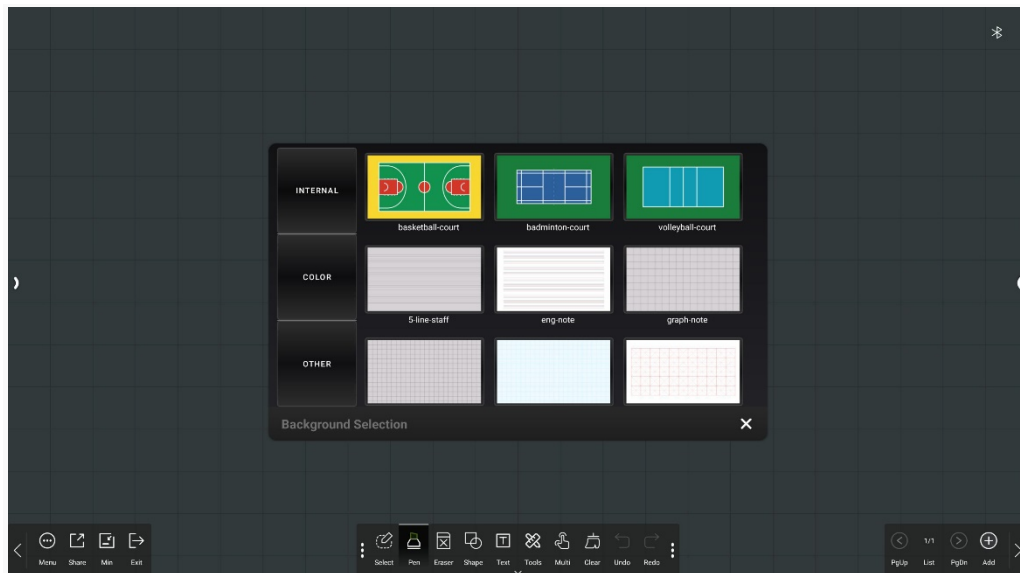 INTERNAL
basketball-court badminton-court volleyball-court
COLOR
5-line-staff eng-note graph-note
OTHER
Background Selection
Menu Share Min Exit
Select Pen Eraser Shape Text Tools Multi Clear Undo Redo
1/1
PgUp List PgDn Add